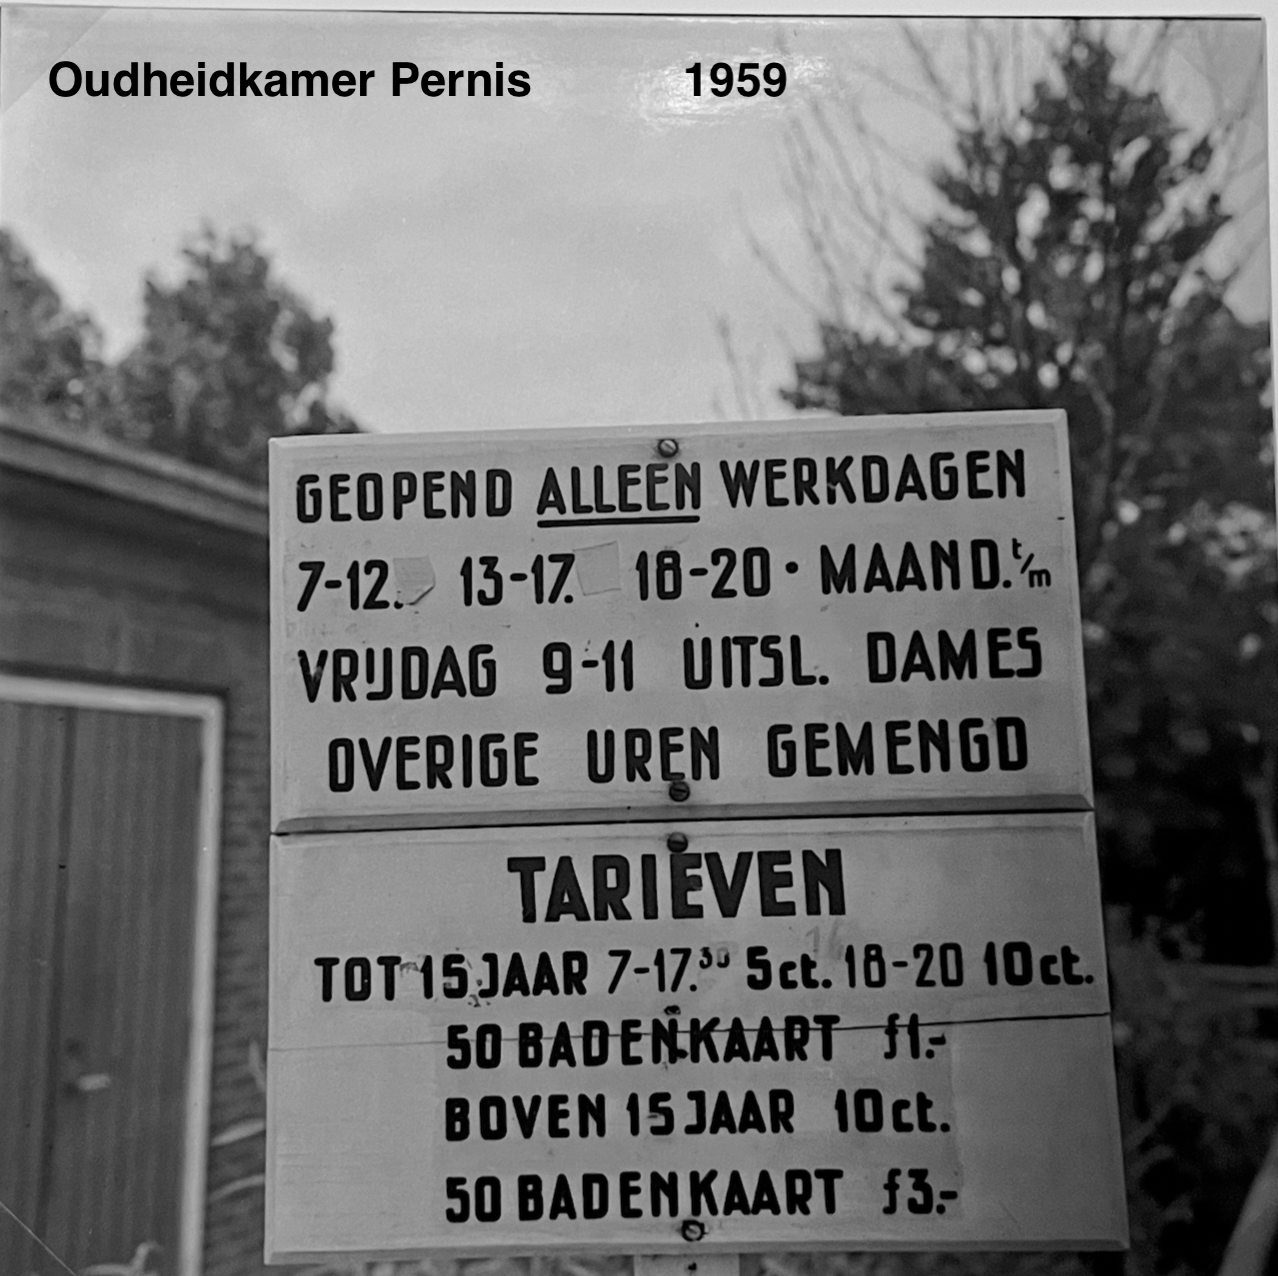 Oudheidkamer Pernis 1959
GEOPEND ALLEEN WERKDAGEN
7-12. 13-17. 18-20 · MAAND. t/m
VRIJDAG 9-11 UITSL. DAMES
OVERIGE UREN GEMENGD
TARIEVEN
TOT 15 JAAR 7-17.30 5ct. 18-20 10ct.
50 BADENKAART f1.-
BOVEN 15 JAAR 10ct.
50 BADENKAART f3.-